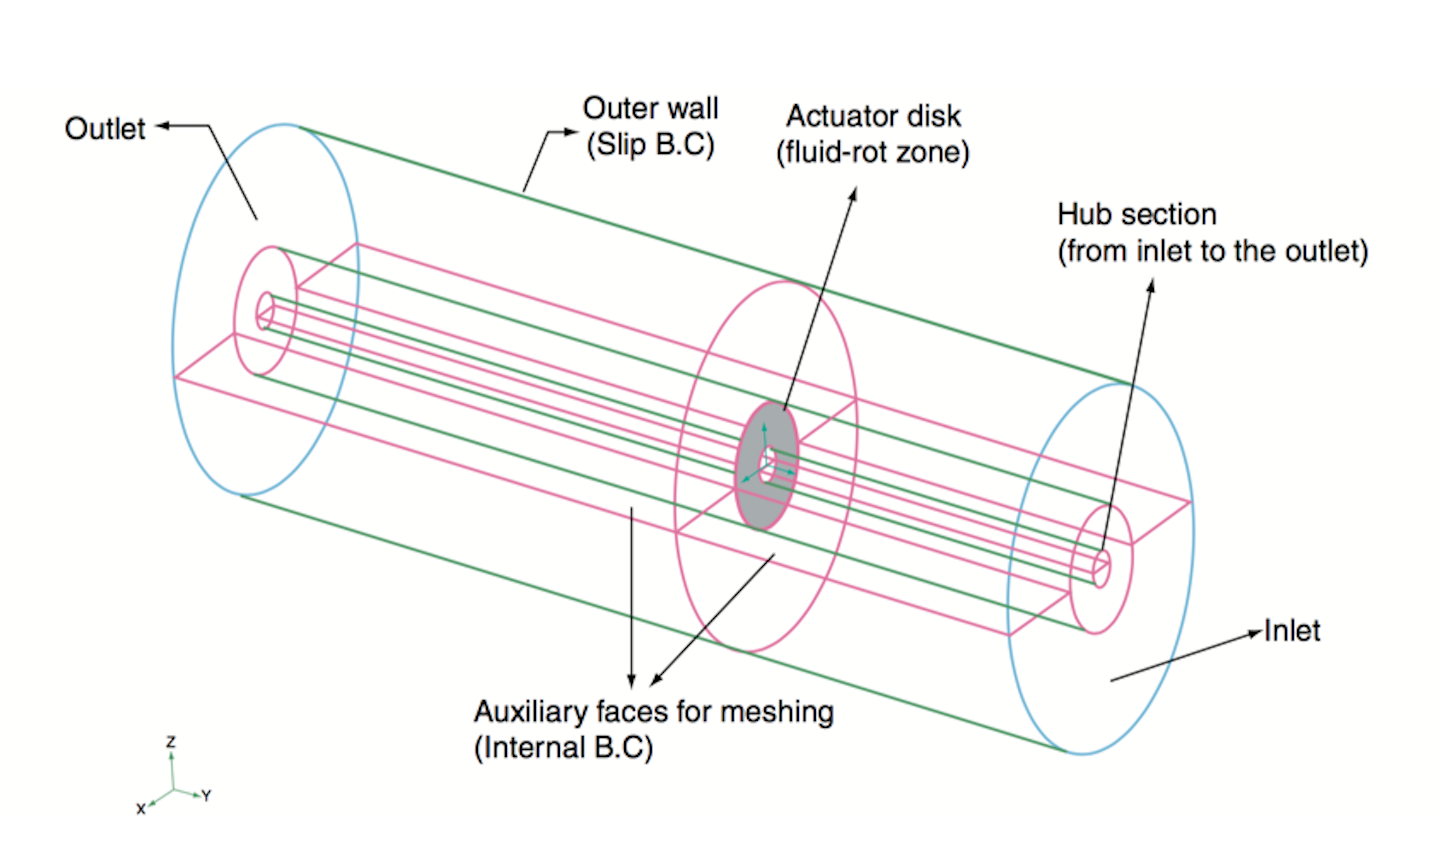 Outer wall
(Slip B.C)
Actuator disk
(fluid-rot zone)
Outlet
Hub section
(from inlet to the outlet)
Inlet
Auxiliary faces for meshing
(Internal B.C)
Z
X
Y